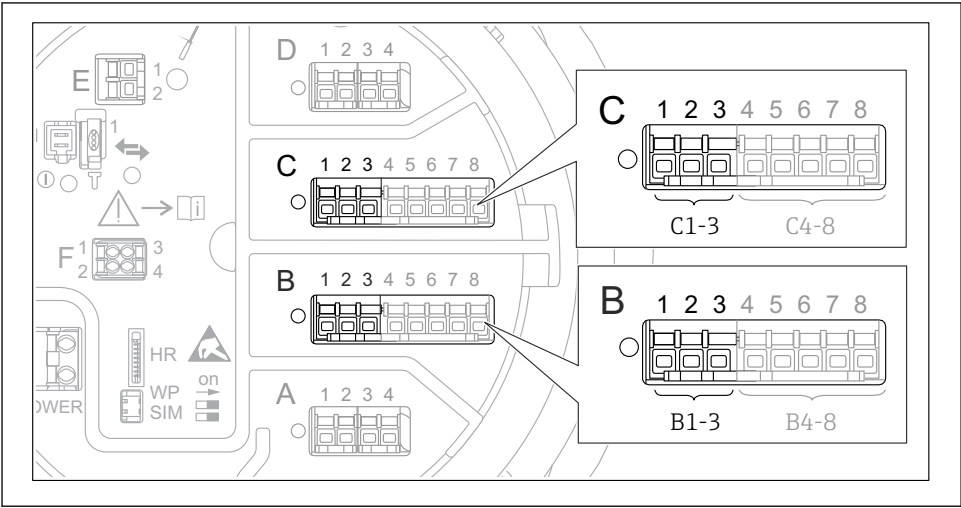 D 1 2 3 4
E 1
2
1
C 1 2 3 4 5 6 7 8
i
F 1 3
2 4
B 1 2 3 4 5 6 7 8
HR
on
WP
SIM
OWER
A 1 2 3 4
C 1 2 3 4 5 6 7 8
C1-3 C4-8
B 1 2 3 4 5 6 7 8
B1-3 B4-8